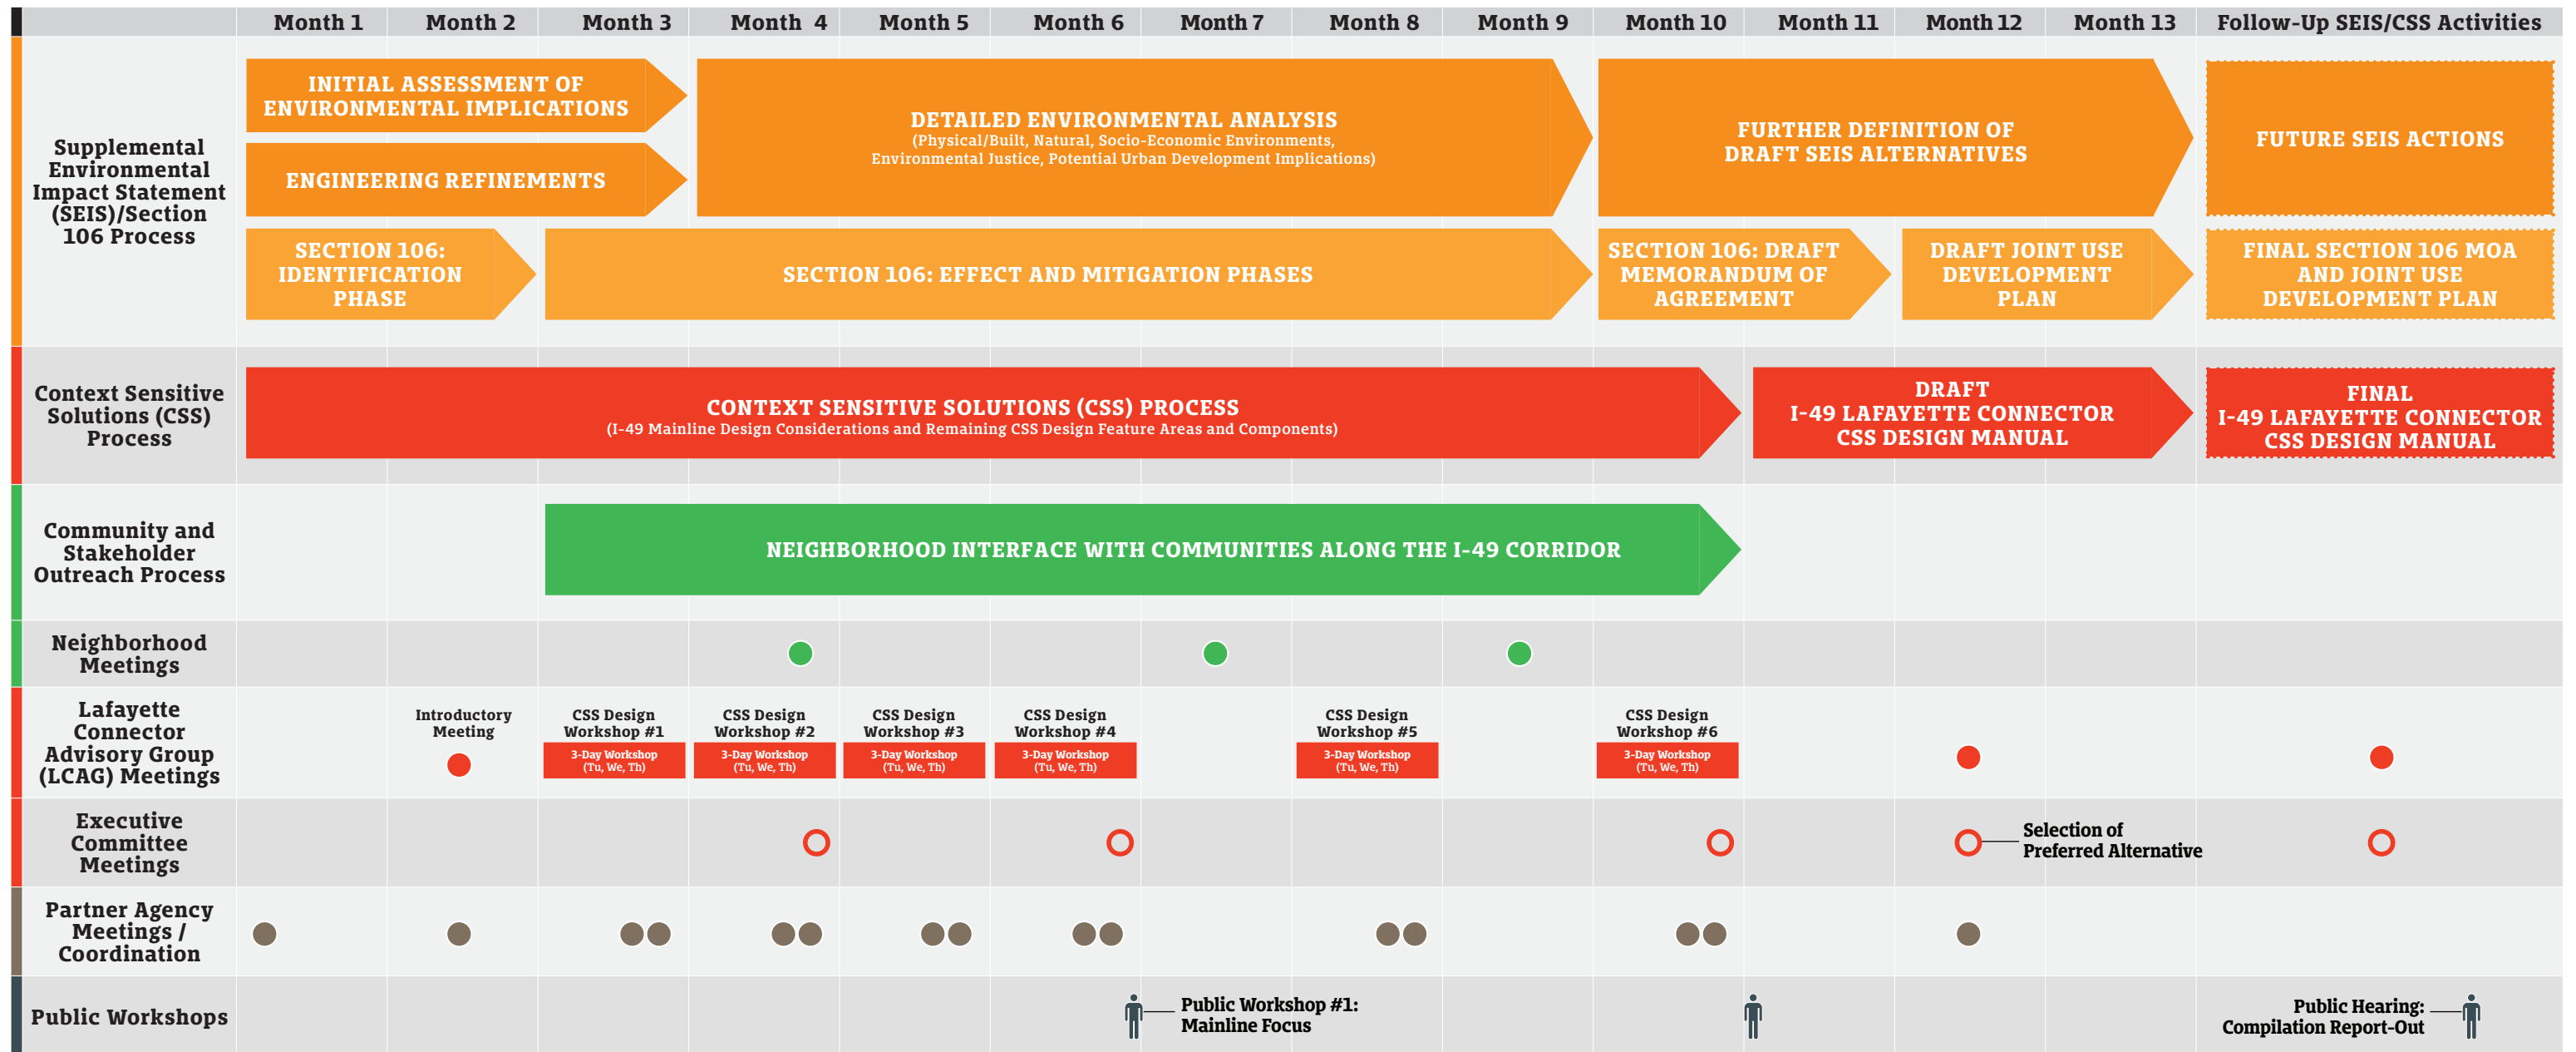 Month 1
Month 2
Month 3
Month 4
Month 5
Month 6
Month 7
Month 8
Month 9
Month 10
Month 11
Month 12
Month 13
Follow-Up SEIS/CSS Activities
Supplemental
Environmental
Impact Statement
(SEIS)/Section
106 Process
INITIAL ASSESSMENT OF
ENVIRONMENTAL IMPLICATIONS
ENGINEERING REFINEMENTS
DETAILED ENVIRONMENTAL ANALYSIS
(Physical/Built, Natural, Socio-Economic Environments,
Environmental Justice, Potential Urban Development Implications)
FURTHER DEFINITION OF
DRAFT SEIS ALTERNATIVES
FUTURE SEIS ACTIONS
SECTION 106:
IDENTIFICATION
PHASE
SECTION 106: EFFECT AND MITIGATION PHASES
SECTION 106: DRAFT
MEMORANDUM OF
AGREEMENT
DRAFT JOINT USE
DEVELOPMENT
PLAN
FINAL SECTION 106 MOA
AND JOINT USE
DEVELOPMENT PLAN
Context Sensitive
Solutions (CSS)
Process
CONTEXT SENSITIVE SOLUTIONS (CSS) PROCESS
(I-49 Mainline Design Considerations and Remaining CSS Design Feature Areas and Components)
DRAFT
I-49 LAFAYETTE CONNECTOR
CSS DESIGN MANUAL
FINAL
I-49 LAFAYETTE CONNECTOR
CSS DESIGN MANUAL
Community and
Stakeholder
Outreach Process
NEIGHBORHOOD INTERFACE WITH COMMUNITIES ALONG THE I-49 CORRIDOR
Neighborhood
Meetings
Lafayette
Connector
Advisory Group
(LCAG) Meetings
Introductory
Meeting
CSS Design
Workshop #1
3-Day Workshop
(Tu, We, Th)
CSS Design
Workshop #2
3-Day Workshop
(Tu, We, Th)
CSS Design
Workshop #3
3-Day Workshop
(Tu, We, Th)
CSS Design
Workshop #4
3-Day Workshop
(Tu, We, Th)
CSS Design
Workshop #5
3-Day Workshop
(Tu, We, Th)
CSS Design
Workshop #6
3-Day Workshop
(Tu, We, Th)
Executive
Committee
Meetings
Selection of
Preferred Alternative
Partner Agency
Meetings /
Coordination
Public Workshops
Public Workshop #1:
Mainline Focus
Public Hearing:
Compilation Report-Out